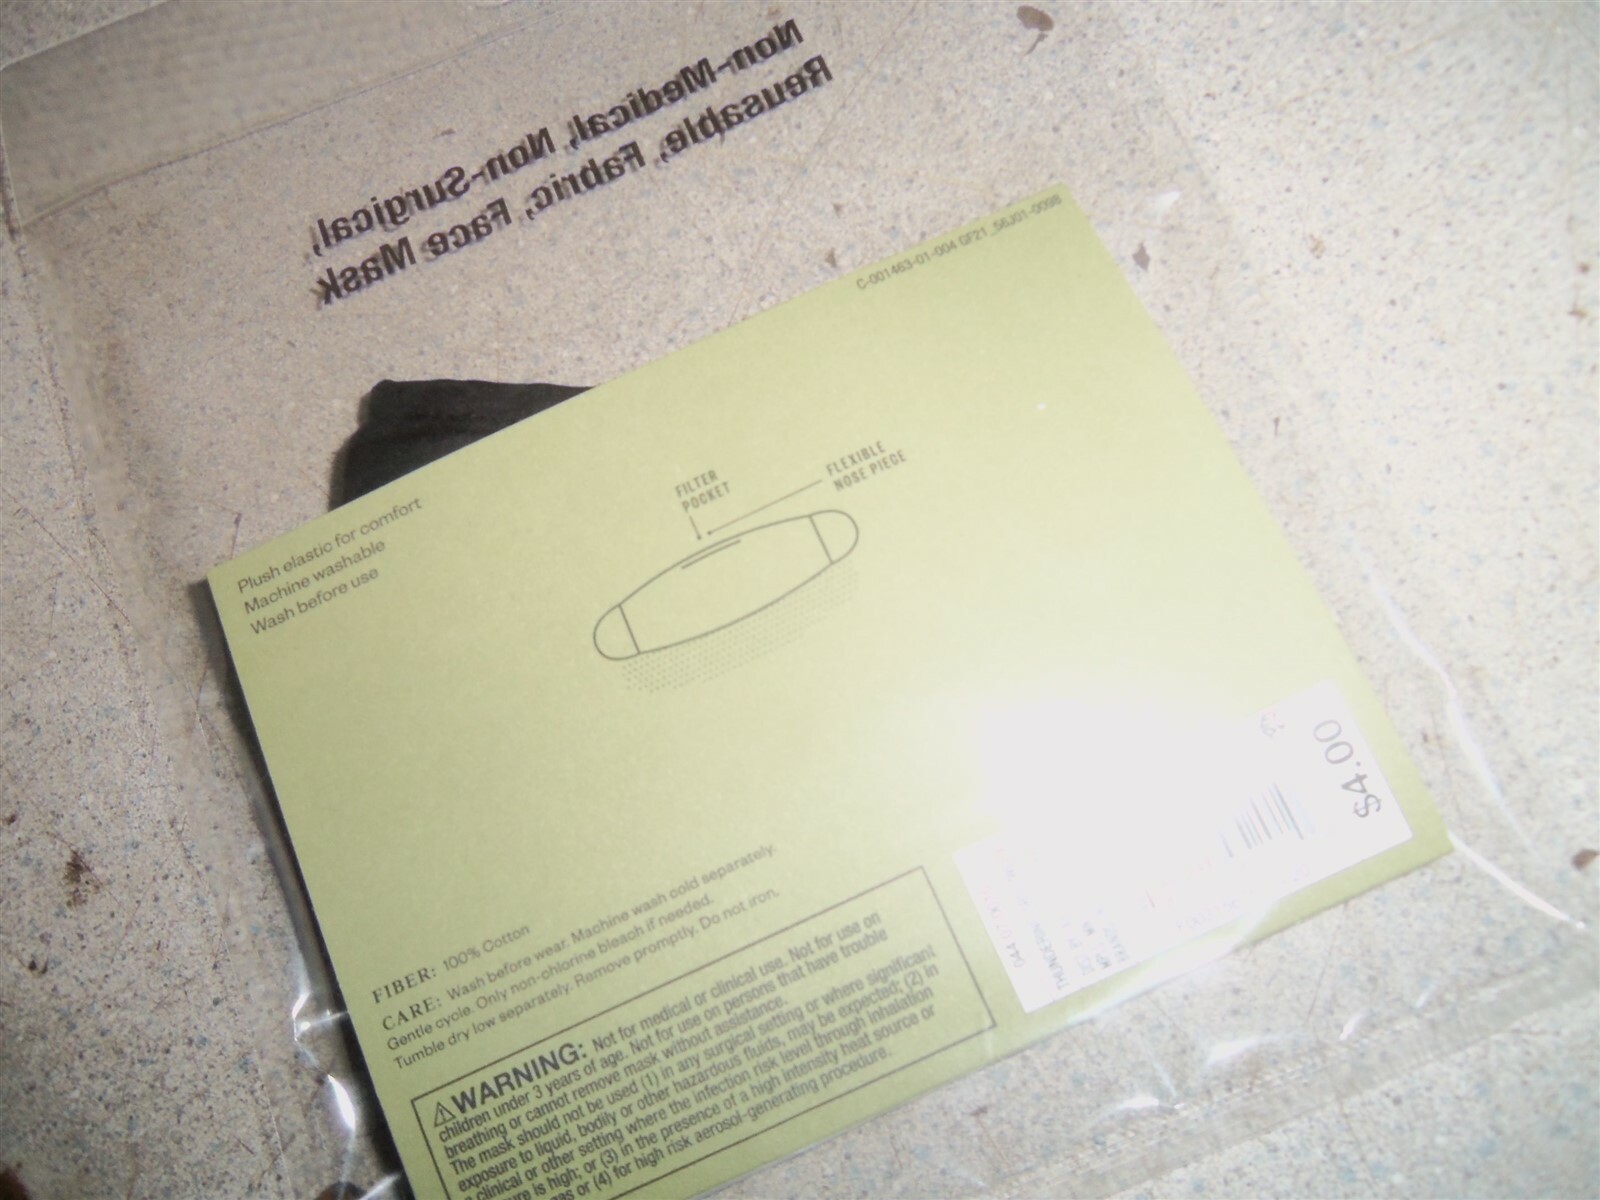 Non-Medical, Non-Surgical,
Reusable, Fabric, Face Mask
C-001463-01-004 GF21_56J01-0098
Plush elastic for comfort
Machine washable
Wash before use
FILTER
POCKET
FLEXIBLE
NOSE PIECE
$4.00
FIBER: 100% Cotton
CARE: Wash before wear. Machine wash cold separately.
Gentle cycle. Only non-chlorine bleach if needed.
Tumble dry low separately. Remove promptly. Do not iron.
⚠WARNING: Not for medical or clinical use. Not for use on
children under 3 years of age. Not for use on persons that have trouble
breathing or cannot remove mask without assistance.
The mask should not be used (1) in any surgical setting or where significant
exposure to liquid, bodily or other hazardous fluids, may be expected; (2) in
a clinical or other setting where the infection risk level through inhalation
is high; or (3) in the presence of a high intensity heat source or
or (4) for high risk aerosol-generating procedure.